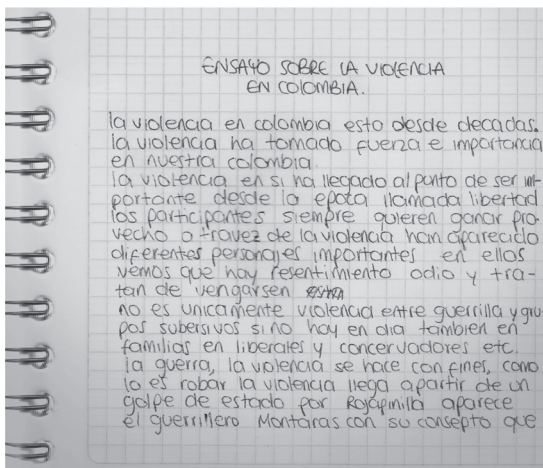 ENSAYO SOBRE LA VIOLENCIA
EN COLOMBIA.
la violencia en colombia esto desde decadas.
la violencia ha tomado fuerza e importancia
en nuestra colombia
la violencia en si ha llegado al punto de ser im-
portante desde la epoca llamada libertad
los participantes siempre quieren ganar pro-
vecho a travez de la violencia han aparecido
diferentes personajes importantes en ellos
vemos que hay resentimiento odio y tra-
tan de vengarsen
no es unicamente violencia entre guerrilla y gru-
pos subersivos sino hoy en dia tambien en
familias en liberales y concervadores etc.
la guerra, la volencia se hace con fines, como
lo es robar la violencia llega apartir de un
golpe de estado por Rojapinilla aparece
el guerrillero Montaras con su consepto que